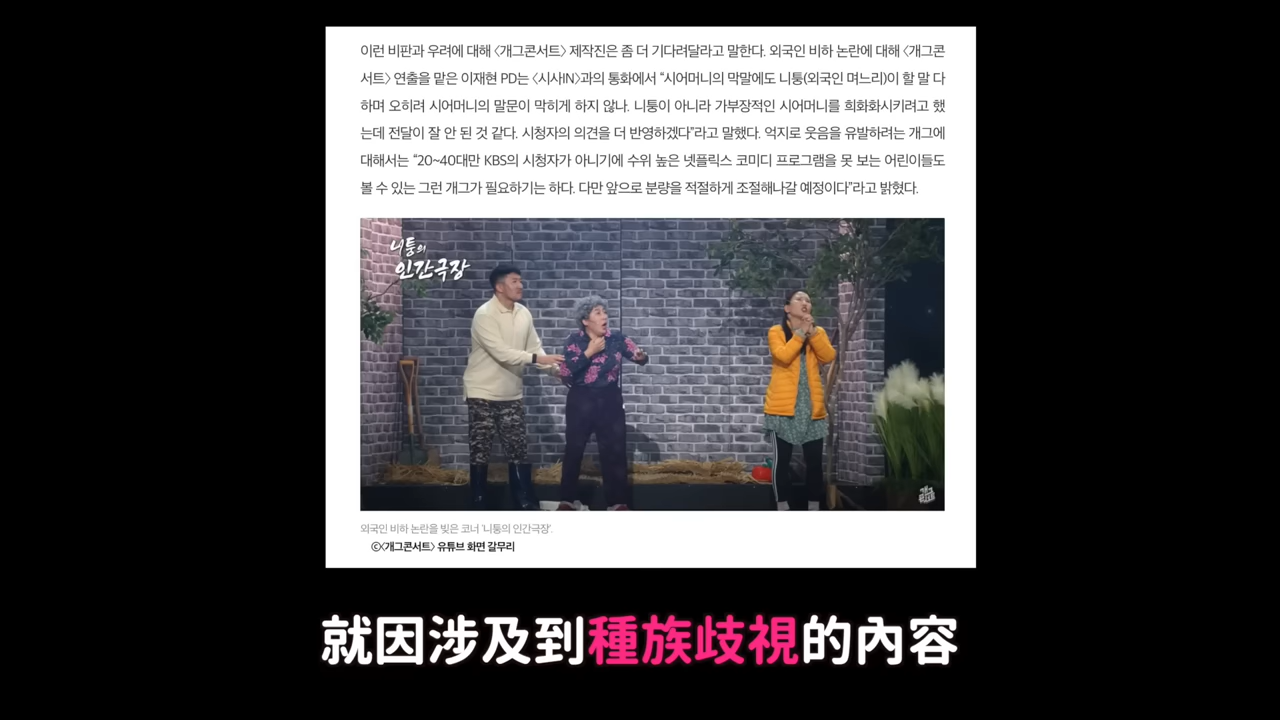 이런 비판과 우려에 대해 〈개그콘서트〉 제작진은 좀 더 기다려달라고 말한다. 외국인 비하 논란에 대해 〈개그콘
서트〉 연출을 맡은 이재현 PD는 〈시사IN〉과의 통화에서 “시어머니의 막말에도 니퉁(외국인 며느리)이 할 말 다
하며 오히려 시어머니의 말문이 막히게 하지 않나. 니퉁이 아니라 가부장적인 시어머니를 희화화시키려고 했
는데 전달이 잘 안 된 것 같다. 시청자의 의견을 더 반영하겠다”라고 말했다. 억지로 웃음을 유발하려는 개그에
대해서는 “20~40대만 KBS의 시청자가 아니기에 수위 높은 넷플릭스 코미디 프로그램을 못 보는 어린이들도
볼 수 있는 그런 개그가 필요하기는 하다. 다만 앞으로 분량을 적절하게 조절해나갈 예정이다”라고 밝혔다.
니퉁의
인간극장
외국인 비하 논란을 빚은 코너 ‘니퉁의 인간극장’.
ⓒ〈개그콘서트〉 유튜브 화면 갈무리
就因涉及到種族歧視的內容